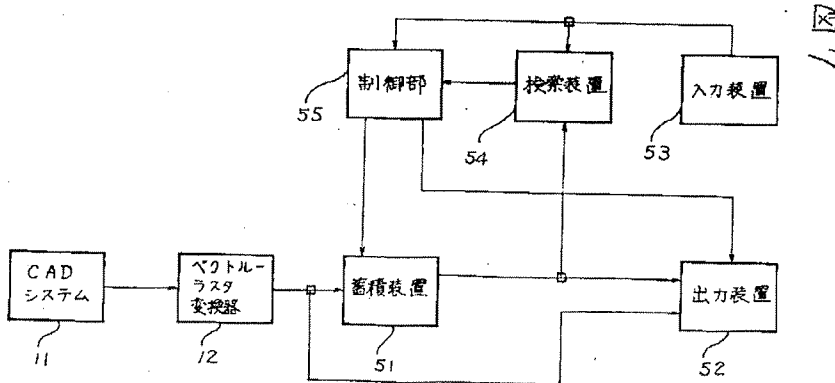 制御部
55
検索装置
54
入力装置
53
CAD
システム
11
ベクトルー
ラスタ
変換器
12
蓄積装置
51
出力装置
52